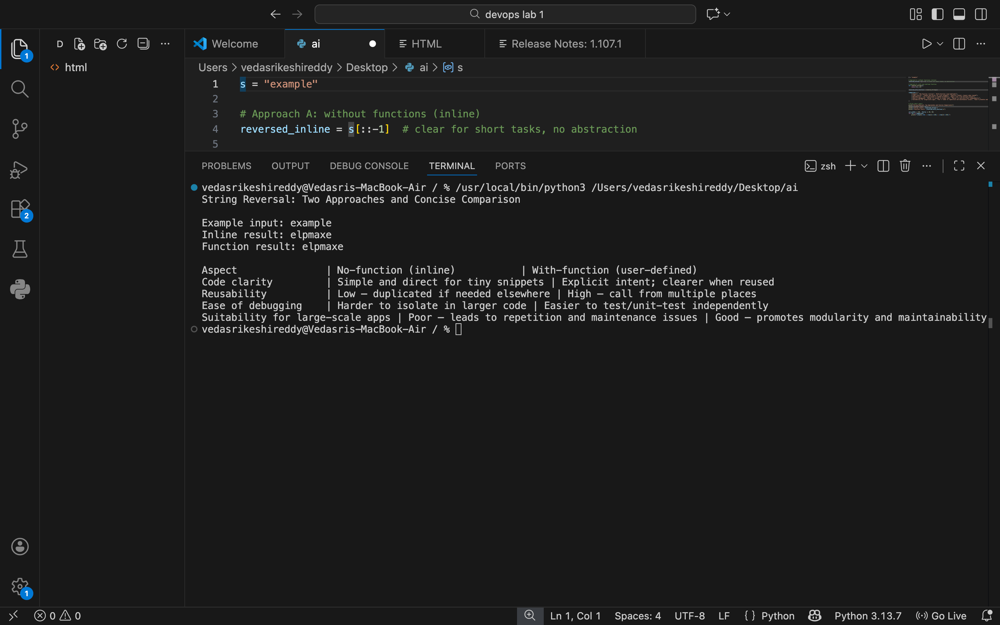 devops lab 1
D
Welcome
ai
HTML
Release Notes: 1.107.1
1
html
Users > vedasrikeshireddy > Desktop > ai > s
1 s = "example"
2
3 # Approach A: without functions (inline)
4 reversed_inline = s[::-1]  # clear for short tasks, no abstraction
5
PROBLEMS OUTPUT DEBUG CONSOLE TERMINAL PORTS
zsh
vedasrikeshireddy@Vedasris-MacBook-Air / % /usr/local/bin/python3 /Users/vedasrikeshireddy/Desktop/ai
String Reversal: Two Approaches and Concise Comparison
Example input: example
Inline result: elpmaxe
Function result: elpmaxe
Aspect | No-function (inline) | With-function (user-defined)
Code clarity | Simple and direct for tiny snippets | Explicit intent; clearer when reused
Reusability | Low — duplicated if needed elsewhere | High — call from multiple places
Ease of debugging | Harder to isolate in larger code | Easier to test/unit-test independently
Suitability for large-scale apps | Poor — leads to repetition and maintenance issues | Good — promotes modularity and maintainability
vedasrikeshireddy@Vedasris-MacBook-Air / %
2
1
0 0
Ln 1, Col 1
Spaces: 4
UTF-8
LF
{ } Python
Python 3.13.7
Go Live